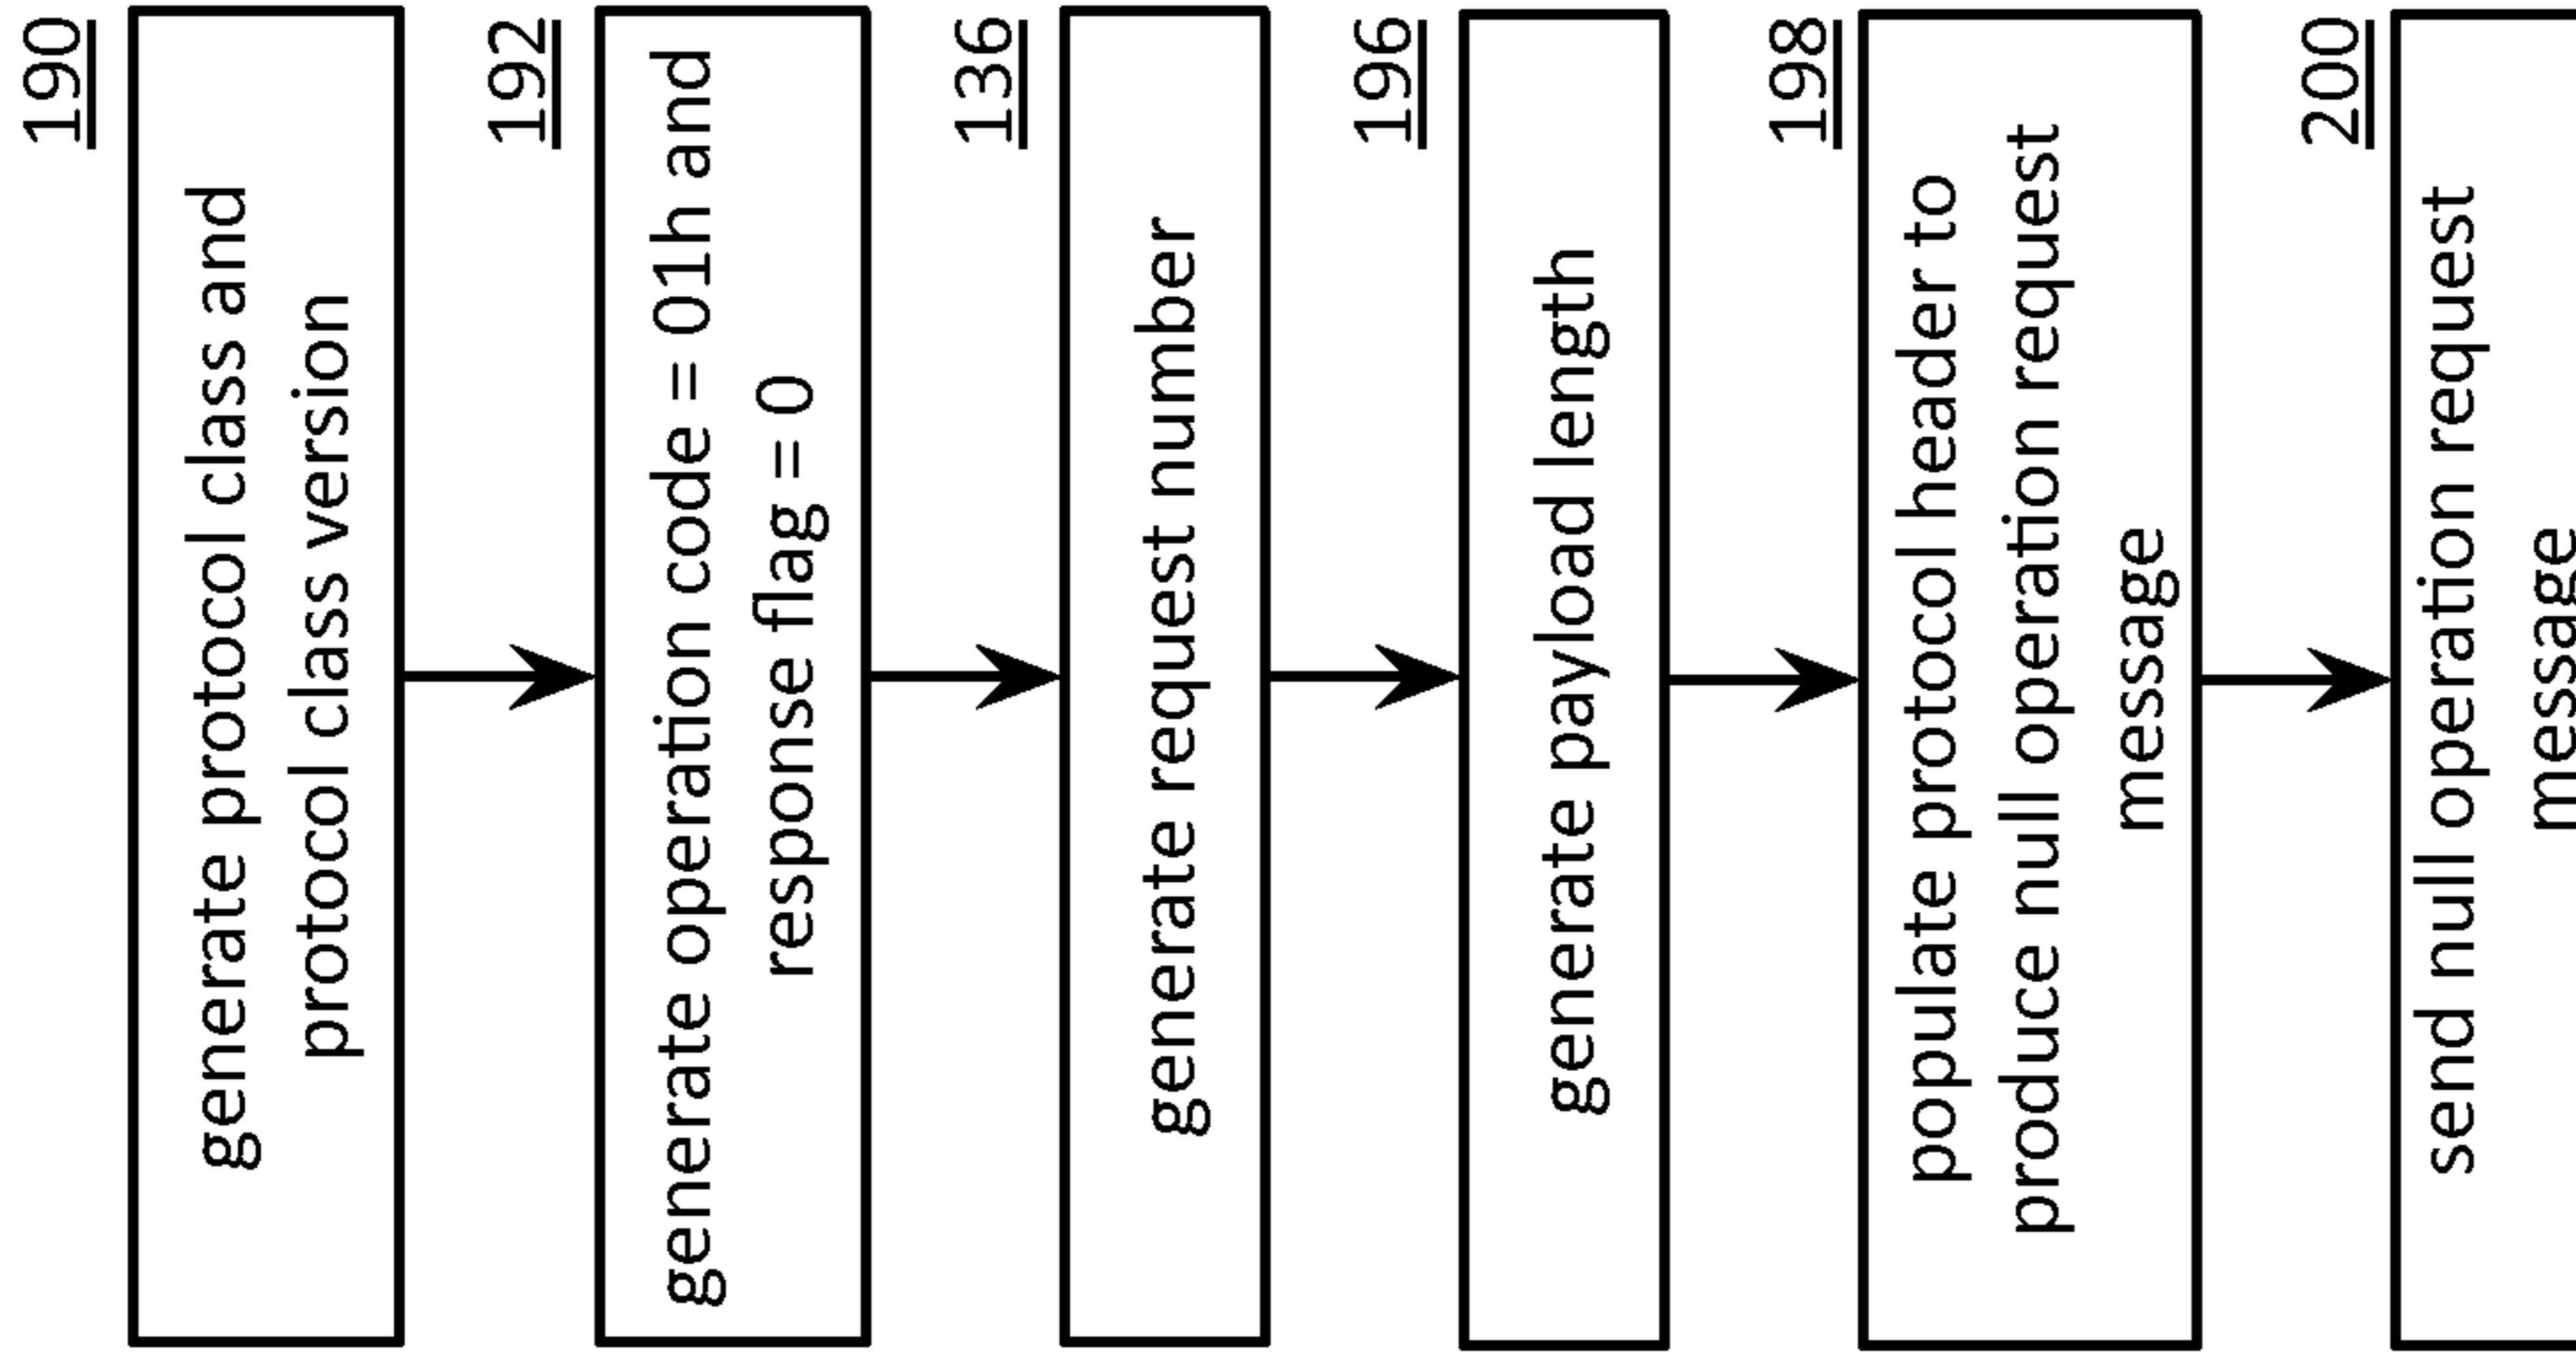 190
generate protocol class and
protocol class version
192
generate operation code = 01h and
response flag = 0
136
generate request number
196
generate payload length
198
populate protocol header to
produce null operation request
message
200
send null operation request
message